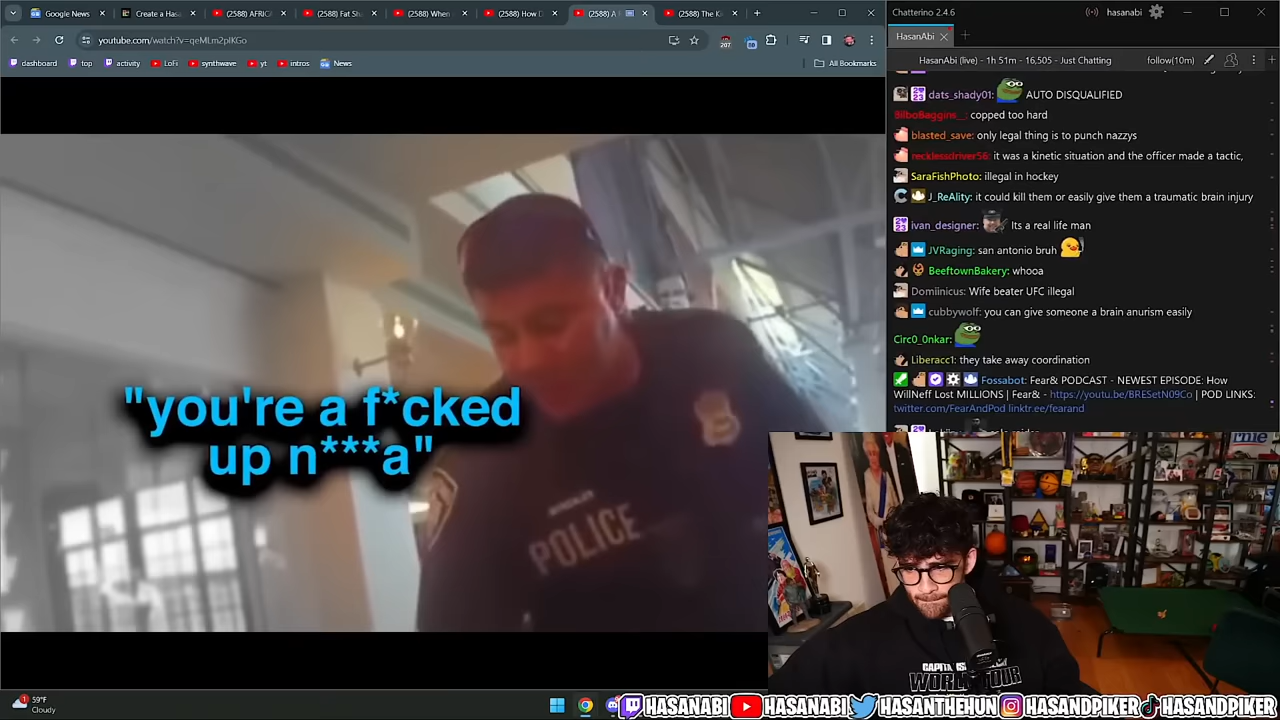 Google News
Create a Hasa
(2588) AFRIC
(2588) Fat Sh
(2588) When
(2588) How D
(2588) A
(2588) The Ki
youtube.com/watch?v=qeMLm2plKGo
207
dashboard
top
activity
LoFi
synthwave
yt
intros
News
All Bookmarks
"you're a f*cked
up n***a"
POLICE
Chatterino 2.4.6
hasanabi
HasanAbi
HasanAbi (live) - 1h 51m - 16,505 - Just Chatting
follow(10m)
dats_shady01: AUTO DISQUALIFIED
BilboBaggins__: copped too hard
blasted_save: only legal thing is to punch nazzys
recklessdriver56: it was a kinetic situation and the officer made a tactic,
SaraFishPhoto: illegal in hockey
J_ReAlity: it could kill them or easily give them a traumatic brain injury
ivan_designer: Its a real life man
JVRaging: san antonio bruh
BeeftownBakery: whooa
Domiinicus: Wife beater UFC illegal
cubbywolf: you can give someone a brain anurism easily
Circ0_0nkar:
Liberacc1: they take away coordination
Fossabot: Fear& PODCAST - NEWEST EPISODE: How
WillNeff Lost MILLIONS | Fear& - https://youtu.be/BRESetN09Co | POD LINKS:
twitter.com/FearAndPod linktr.ee/fearand
WORLD TOUR
59°F
Cloudy
HASANABI
HASANABI
HASANTHEHUN
HASANDPIKER
HASANDPIKER